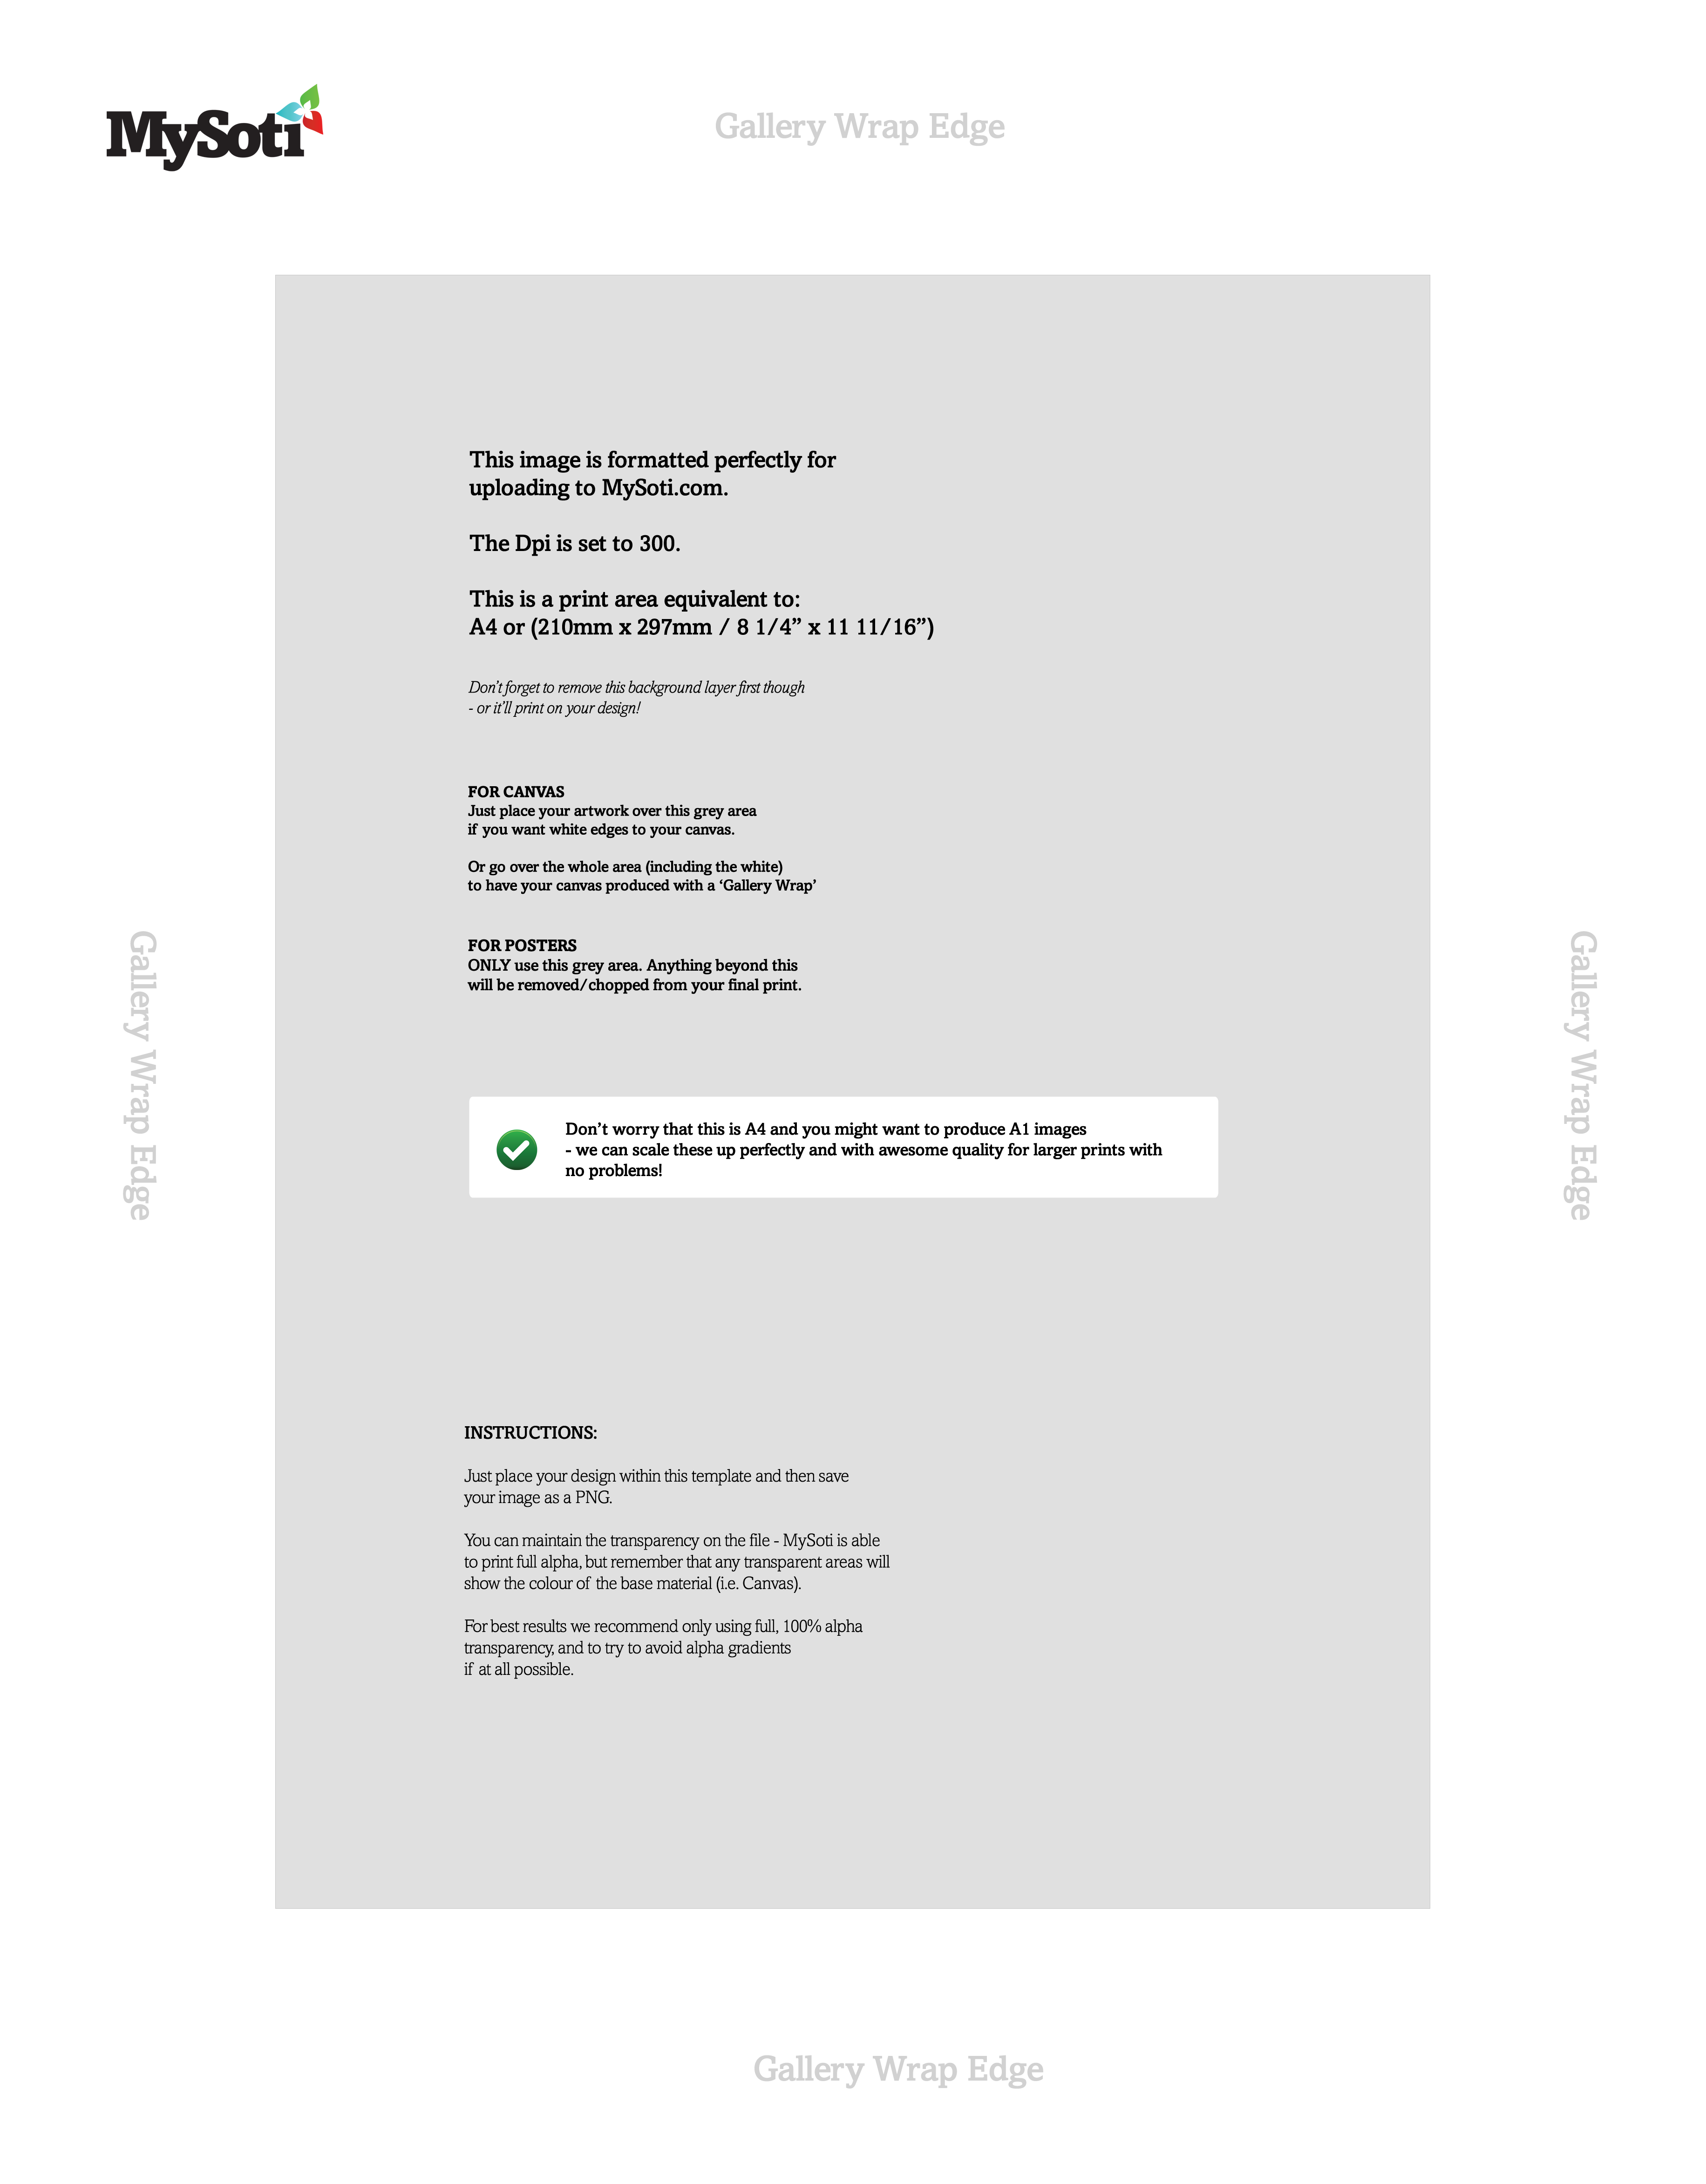 MySoti
Gallery Wrap Edge
This image is formatted perfectly for
uploading to MySoti.com.
The Dpi is set to 300.
This is a print area equivalent to:
A4 or (210mm x 297mm / 8 1/4” x 11 11/16”)
Don’t forget to remove this background layer first though
- or it’ll print on your design!
FOR CANVAS
Just place your artwork over this grey area
if you want white edges to your canvas.
Or go over the whole area (including the white)
to have your canvas produced with a ‘Gallery Wrap’
FOR POSTERS
ONLY use this grey area. Anything beyond this
will be removed/chopped from your final print.
Gallery Wrap Edge
Gallery Wrap Edge
Don’t worry that this is A4 and you might want to produce A1 images
- we can scale these up perfectly and with awesome quality for larger prints with
no problems!
INSTRUCTIONS:
Just place your design within this template and then save
your image as a PNG.
You can maintain the transparency on the file - MySoti is able
to print full alpha, but remember that any transparent areas will
show the colour of the base material (i.e. Canvas).
For best results we recommend only using full, 100% alpha
transparency, and to try to avoid alpha gradients
if at all possible.
Gallery Wrap Edge